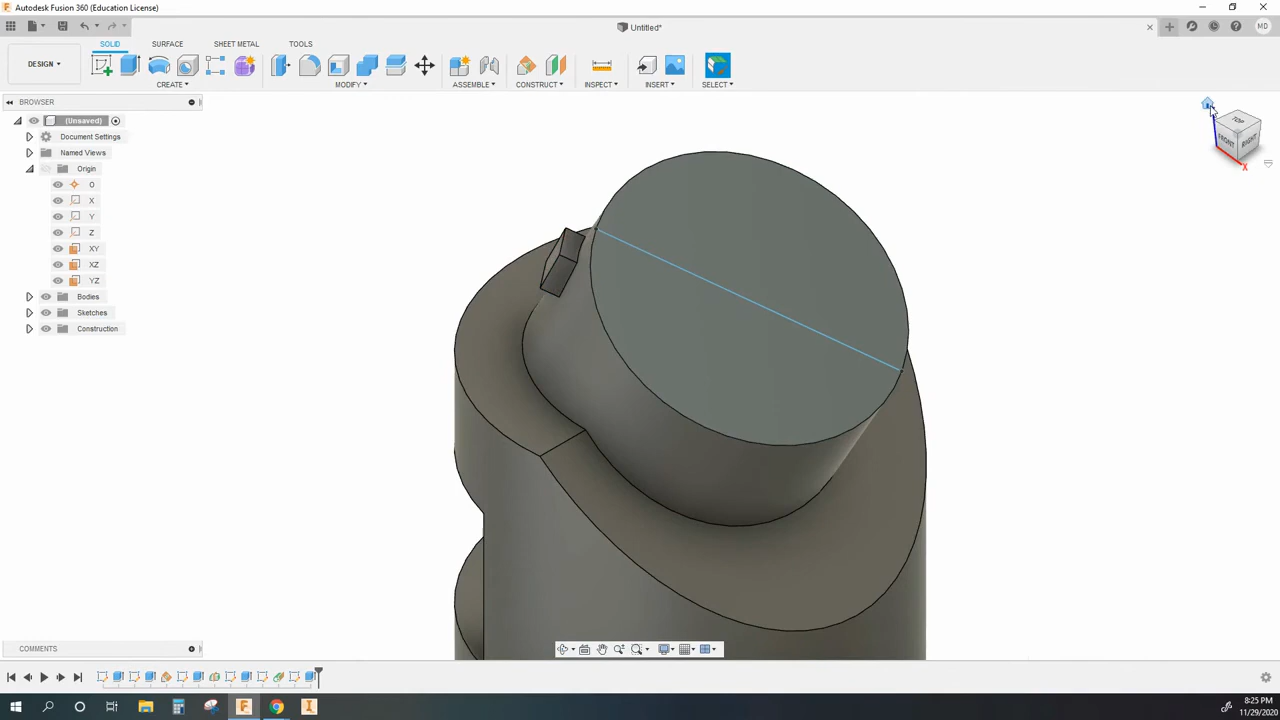 Autodesk Fusion 360 (Education License)
Untitled*
MD
DESIGN
SOLID SURFACE SHEET METAL TOOLS
CREATE MODIFY ASSEMBLE CONSTRUCT INSPECT INSERT SELECT
BROWSER
(Unsaved)
Document Settings
Named Views
Origin
O
X
Y
Z
XY
XZ
YZ
Bodies
Sketches
Construction
TOP
FRONT
RIGHT
X
COMMENTS
8:25 PM
11/29/2020